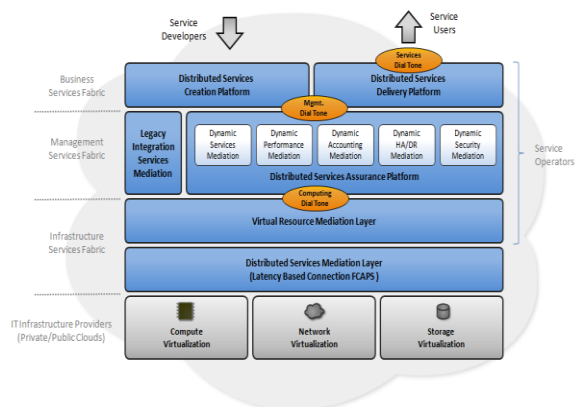 Service
Developers
Service
Users
Services
Dial Tone
Business
Services Fabric
Distributed Services
Creation Platform
Distributed Services
Delivery Platform
Mgmt.
Dial Tone
Management
Services Fabric
Legacy
Integration
Services
Mediation
Dynamic
Services
Mediation
Dynamic
Performance
Mediation
Dynamic
Accounting
Mediation
Dynamic
HA/DR
Mediation
Dynamic
Security
Mediation
Distributed Services Assurance Platform
Service
Operators
Computing
Dial Tone
Infrastructure
Services Fabric
Virtual Resource Mediation Layer
Distributed Services Mediation Layer
(Latency Based Connection FCAPS )
IT Infrastructure Providers
(Private/Public Clouds)
Compute
Virtualization
Network
Virtualization
Storage
Virtualization